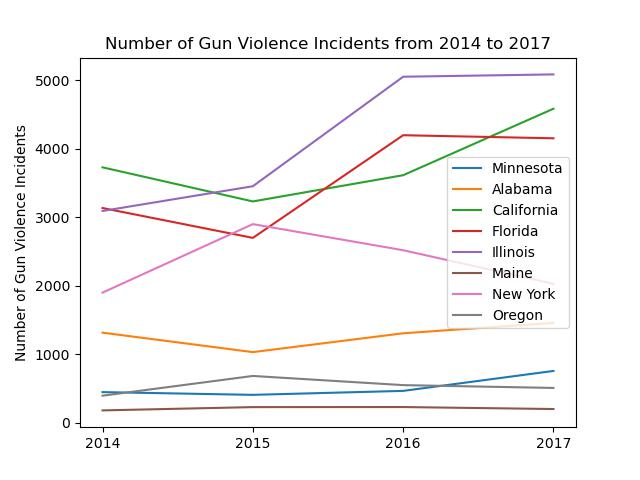 Number of Gun Violence Incidents from 2014 to 2017
Number of Gun Violence Incidents
5000
4000
3000
2000
1000
0
2014 2015 2016 2017
Minnesota
Alabama
California
Florida
Illinois
Maine
New York
Oregon